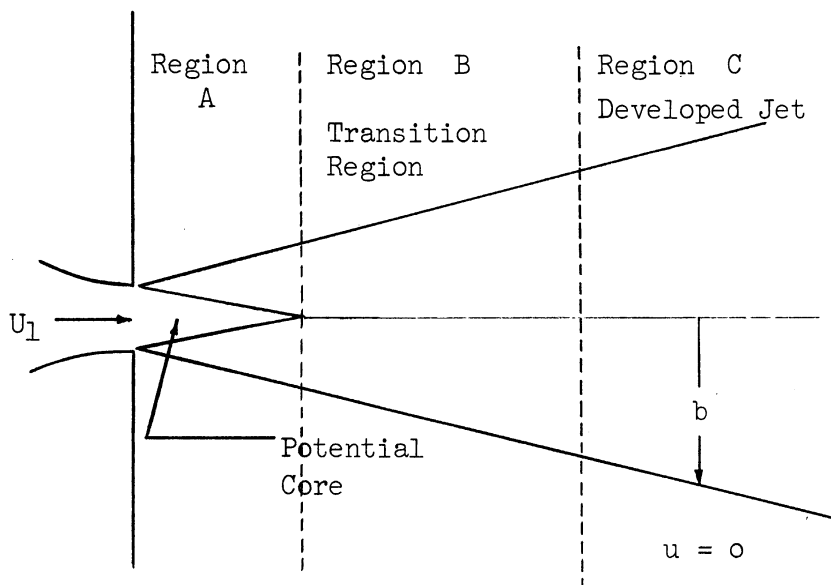 Region
A
Region B
Transition
Region
Region C
Developed Jet
U1
b
Potential
Core
u = o